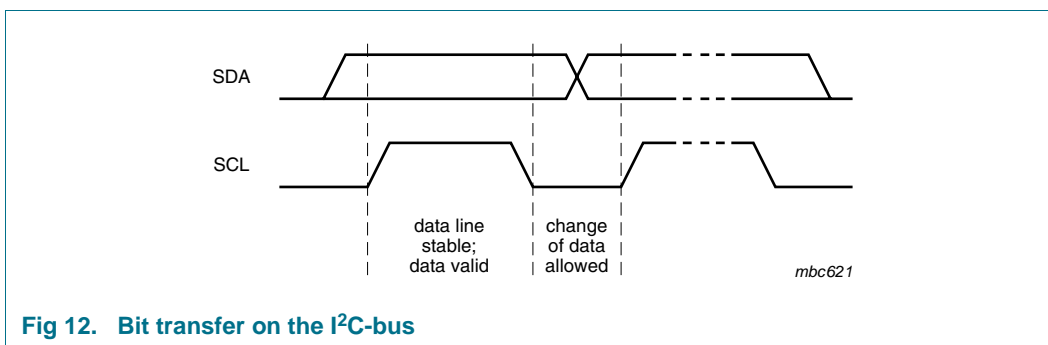 SDA
SCL
data line
stable;
data valid
change
of data
allowed
mbc621
Fig 12. Bit transfer on the I²C-bus